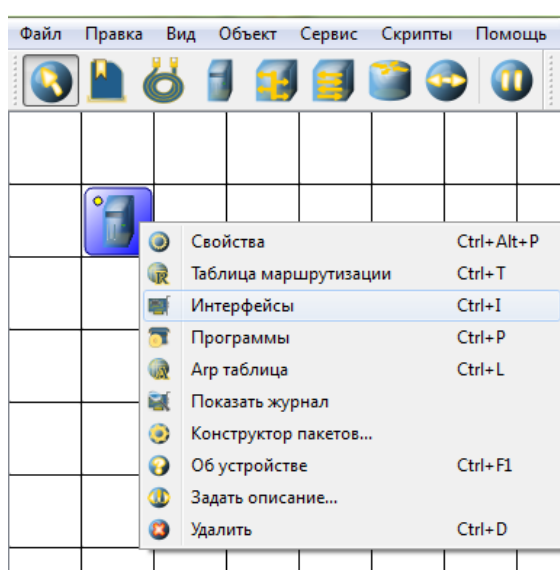 Файл Правка Вид Объект Сервис Скрипты Помощь
Свойства Ctrl+Alt+P
Таблица маршрутизации Ctrl+T
Интерфейсы Ctrl+I
Программы Ctrl+P
Arp таблица Ctrl+L
Показать журнал
Конструктор пакетов...
Об устройстве Ctrl+F1
Задать описание...
Удалить Ctrl+D